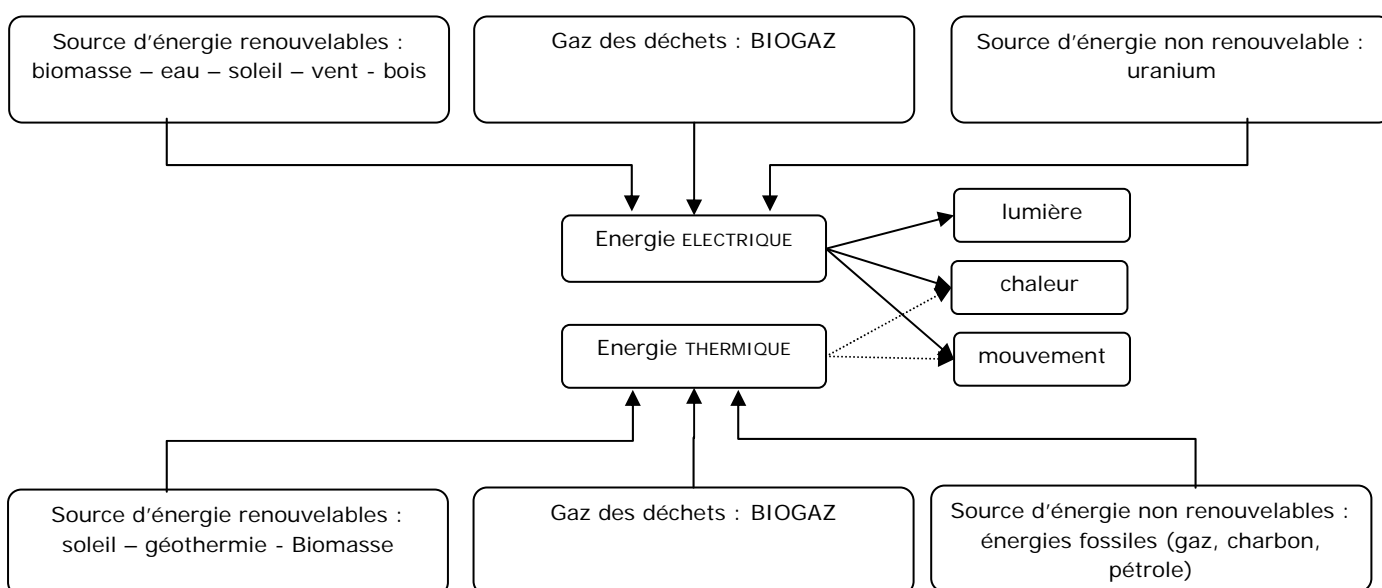 Source d'énergie renouvelables :
biomasse – eau – soleil – vent - bois
Gaz des déchets : BIOGAZ
Source d'énergie non renouvelable :
uranium
Energie ELECTRIQUE
lumière
chaleur
Energie THERMIQUE
mouvement
Source d'énergie renouvelables :
soleil – géothermie - Biomasse
Gaz des déchets : BIOGAZ
Source d'énergie non renouvelables :
énergies fossiles (gaz, charbon,
pétrole)